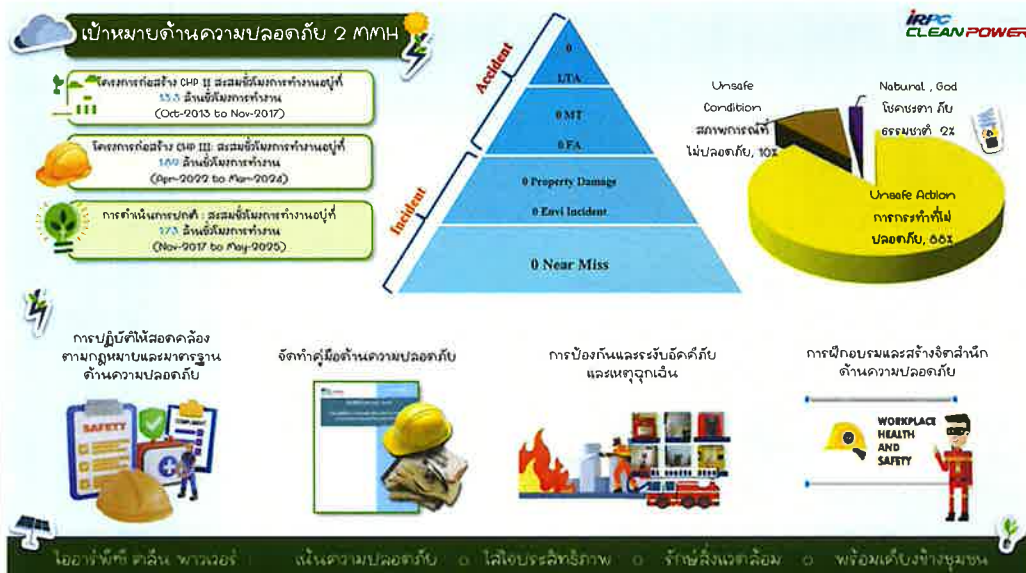 เป้าหมายด้านความปลอดภัย 2 MMH
iRPC
CLEAN POWER
โครงการก่อสร้าง CHP II สะสมชั่วโมงการทำงานอยู่ที่
ล้านชั่วโมงการทำงาน
(Oct-2013 to Nov-2017)
โครงการก่อสร้าง CHP III: สะสมชั่วโมงการทำงานอยู่ที่
ล้านชั่วโมงการทำงาน
(Apr-2022 to Mar-2024)
การดำเนินการปกติ : สะสมชั่วโมงการทำงานอยู่ที่
ล้านชั่วโมงการทำงาน
(Nov-2017 to May-2025)
Accident
Incident
0
LTA
0 MT
0 FA
0 Property Damage
0 Envi Incident
0 Near Miss
Unsafe
Condition
สภาพการณ์ที่
ไม่ปลอดภัย, 10%
Natural , God
โชคชะตา ภัย
ธรรมชาติ 2%
Unsafe Action
การกระทำที่ไม่
ปลอดภัย, 88%
การปฏิบัติให้สอดคล้อง
ตามกฎหมายและมาตรฐาน
ด้านความปลอดภัย
SAFETY
จัดทำคู่มือด้านความปลอดภัย
การป้องกันและระงับอัคคีภัย
และเหตุฉุกเฉิน
การฝึกอบรมและสร้างจิตสำนึก
ด้านความปลอดภัย
WORKPLACE
HEALTH
AND
SAFETY
ไออาร์พีซี คลีน พาวเวอร์ เน้นความปลอดภัย o ใส่ใจประสิทธิภาพ o รักษ์สิ่งแวดล้อม o พร้อมเคียงข้างชุมชน